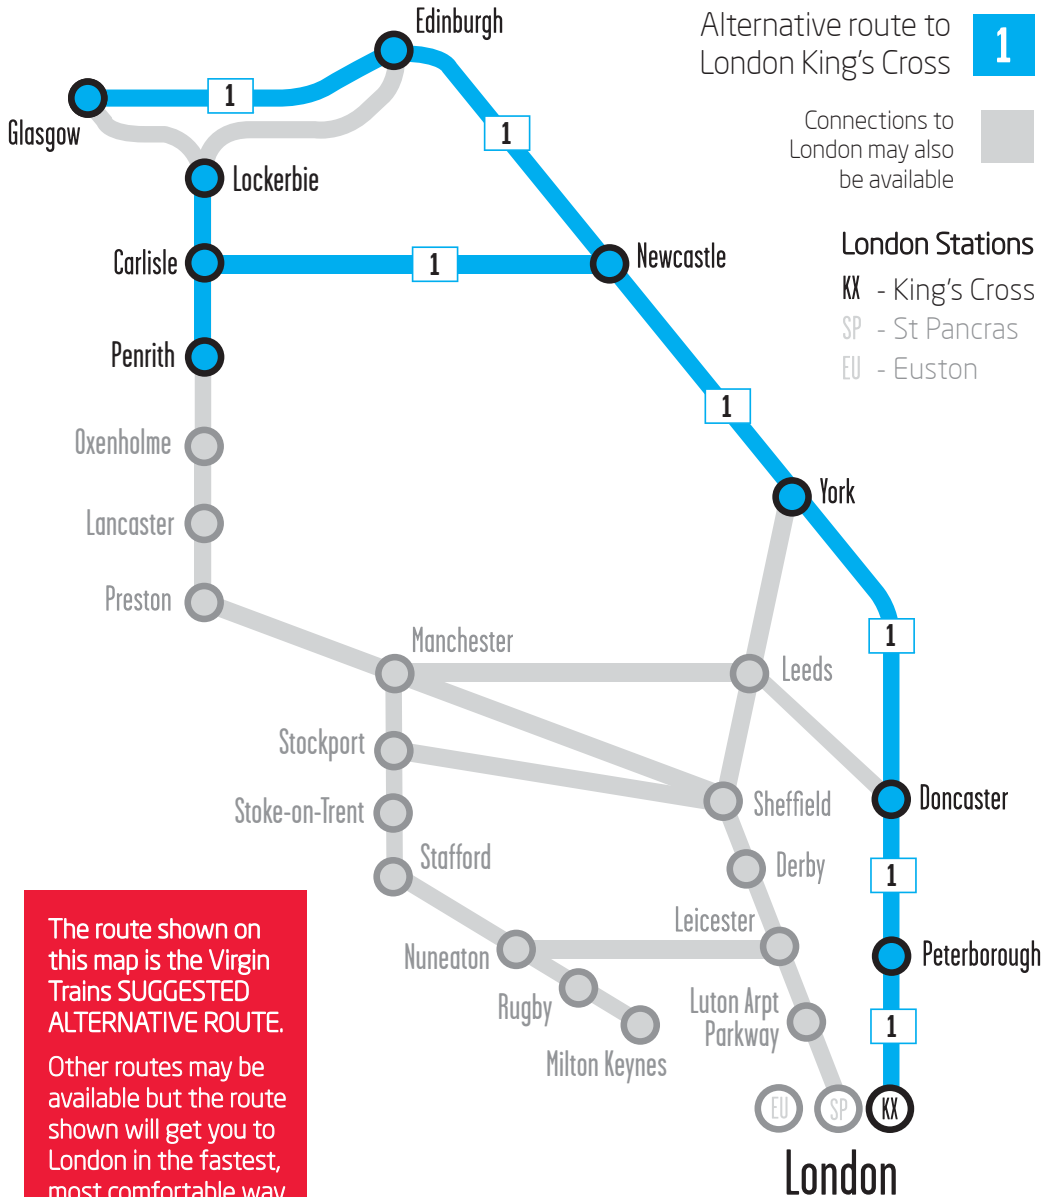 Edinburgh
Alternative route to
London King's Cross
1
1
Glasgow
1
Connections to
London may also
be available
Lockerbie
London Stations
KX - King's Cross
SP - St Pancras
EU - Euston
Carlisle
1
Newcastle
Penrith
1
Oxenholme
York
Lancaster
Preston
1
Manchester
Leeds
Stockport
Sheffield
Doncaster
Stoke-on-Trent
Stafford
Derby
1
Leicester
Nuneaton
Peterborough
Rugby
Luton Arpt
Parkway
1
Milton Keynes
EU
SP
KX
London
The route shown on
this map is the Virgin
Trains SUGGESTED
ALTERNATIVE ROUTE.
Other routes may be
available but the route
shown will get you to
London in the fastest,
most comfortable way